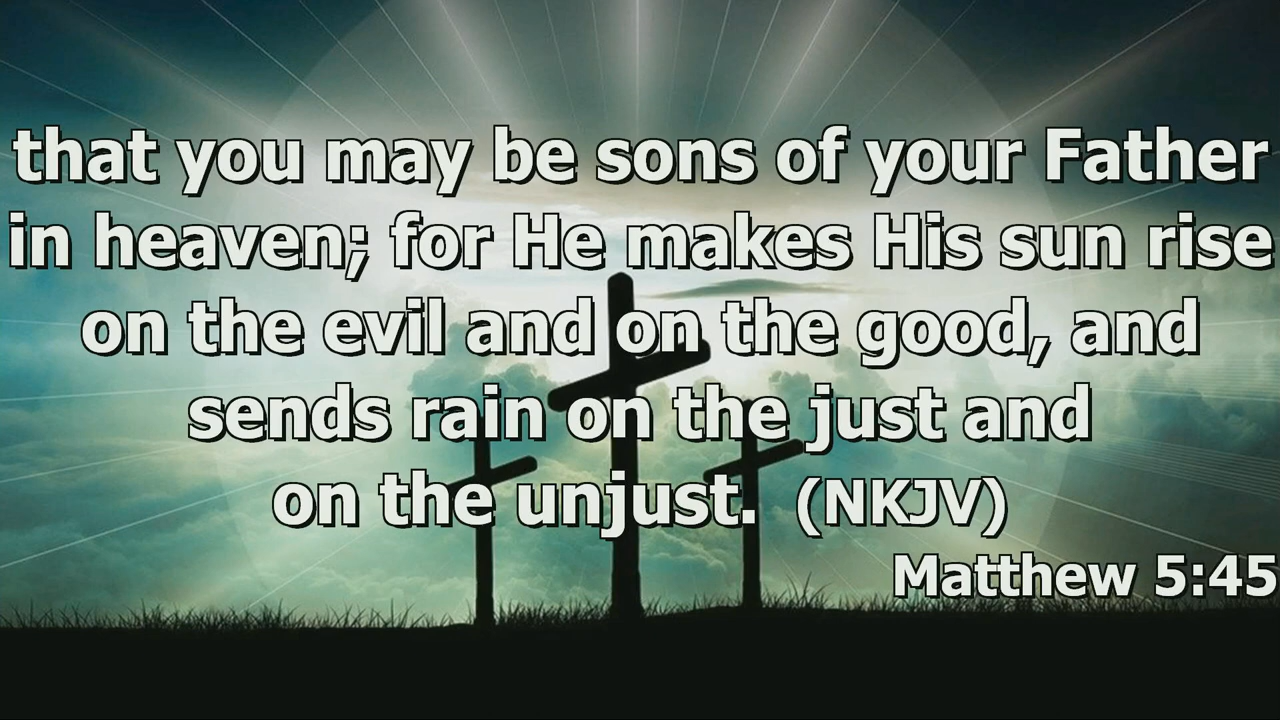 that you may be sons of your Father
in heaven; for He makes His sun rise
on the evil and on the good, and
sends rain on the just and
on the unjust. (NKJV)
Matthew 5:45